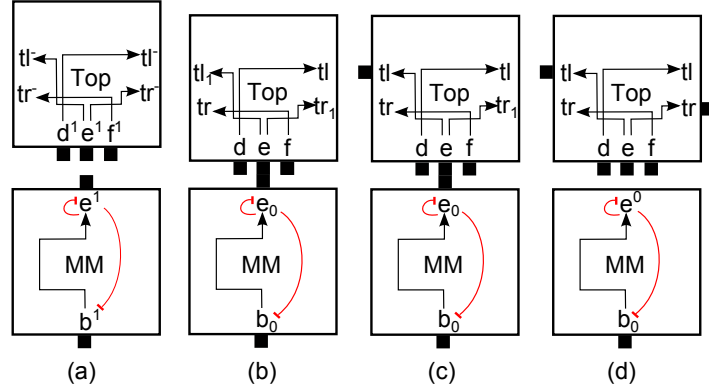 tl⁻ tl⁻ tl₁ tl tl tl tl tl
Top Top Top Top
tr⁻ tr⁻ tr tr₁ tr tr₁ tr tr
d¹ e¹ f¹ d e f d e f d e f
e¹ e₀ e₀ e⁰
MM MM MM MM
b¹ b₀ b₀ b₀
(a) (b) (c) (d)